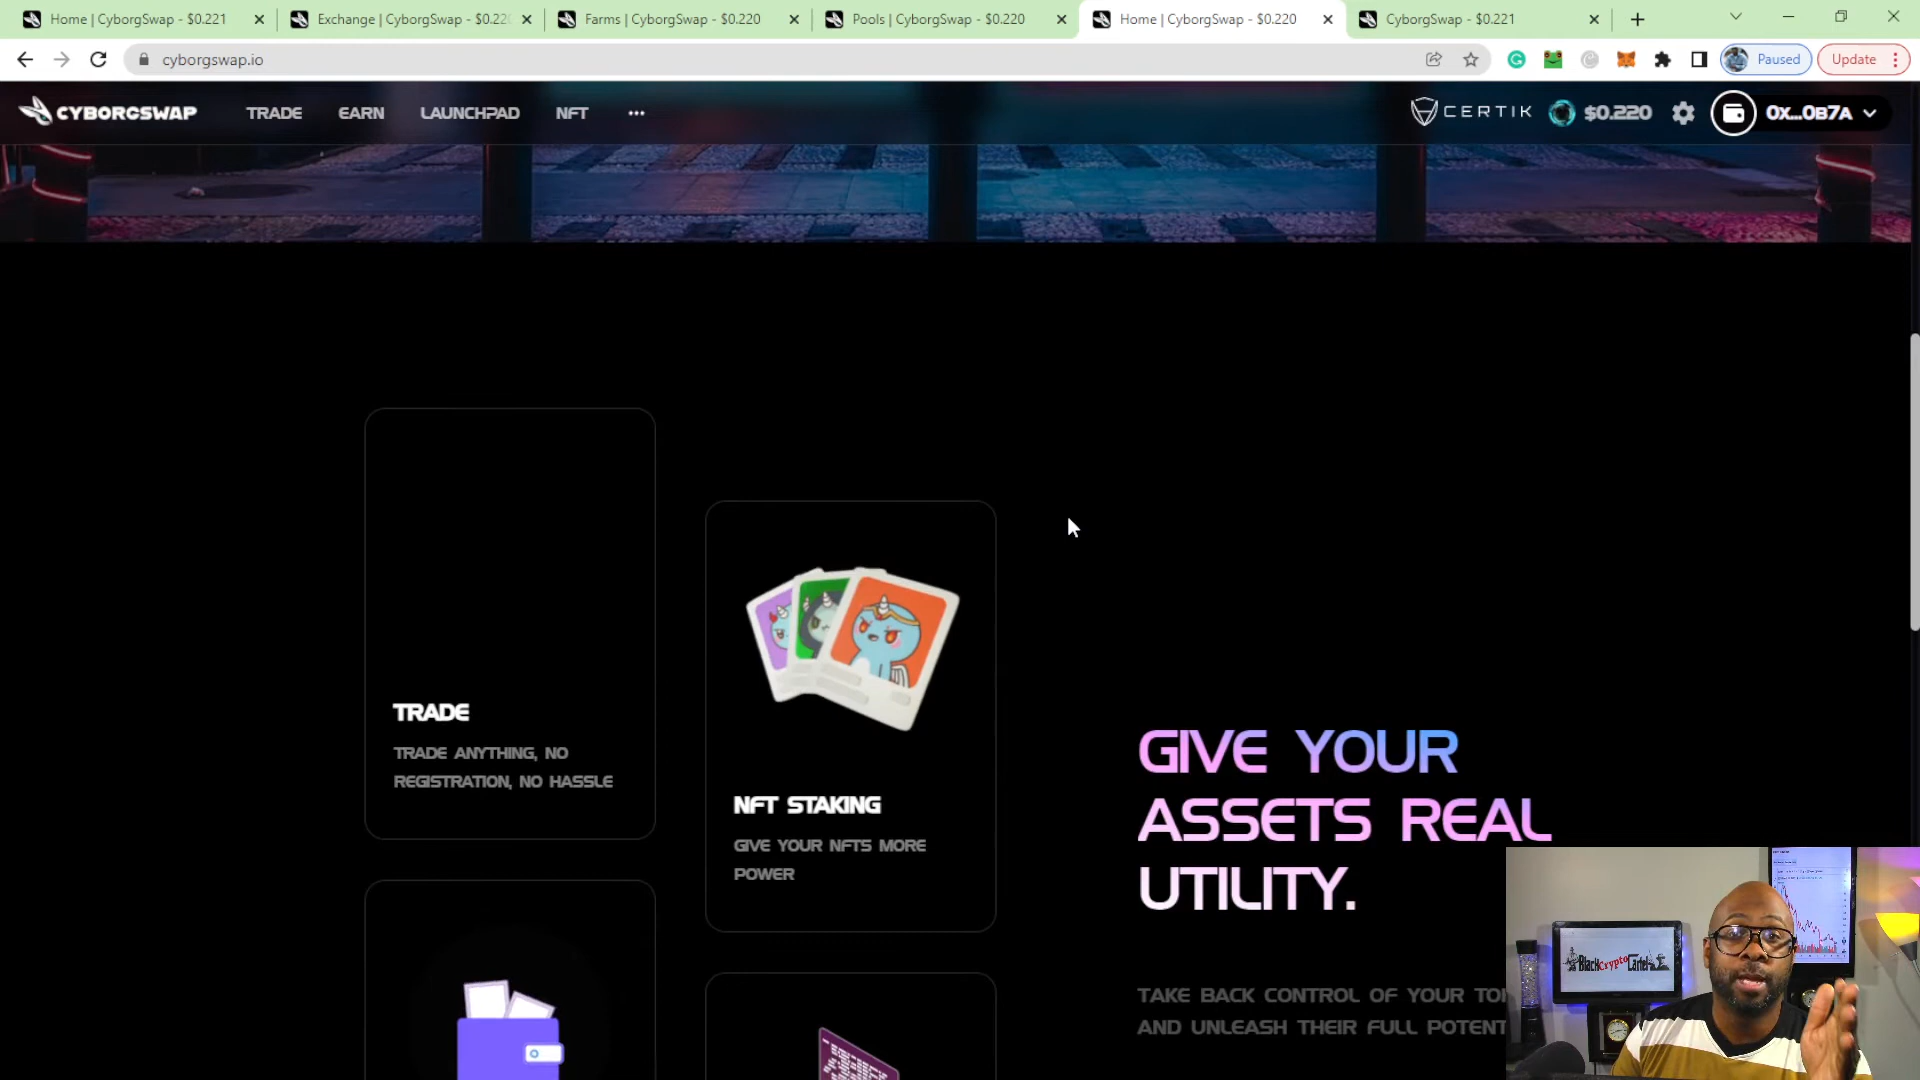 Home | CyborgSwap - $0.221
Exchange | CyborgSwap - $0.22
Farms | CyborgSwap - $0.220
Pools | CyborgSwap - $0.220
Home | CyborgSwap - $0.220
CyborgSwap - $0.221
cyborgswap.io
Paused
Update
CYBORGSWAP
TRADE
EARN
LAUNCHPAD
NFT
CERTIK
$0.220
0X...0B7A
TRADE
TRADE ANYTHING, NO
REGISTRATION, NO HASSLE
NFT STAKING
GIVE YOUR NFTS MORE
POWER
GIVE YOUR
ASSETS REAL
UTILITY.
TAKE BACK CONTROL OF YOUR
AND UNLEASH THEIR FULL
BlackCryptoCartel